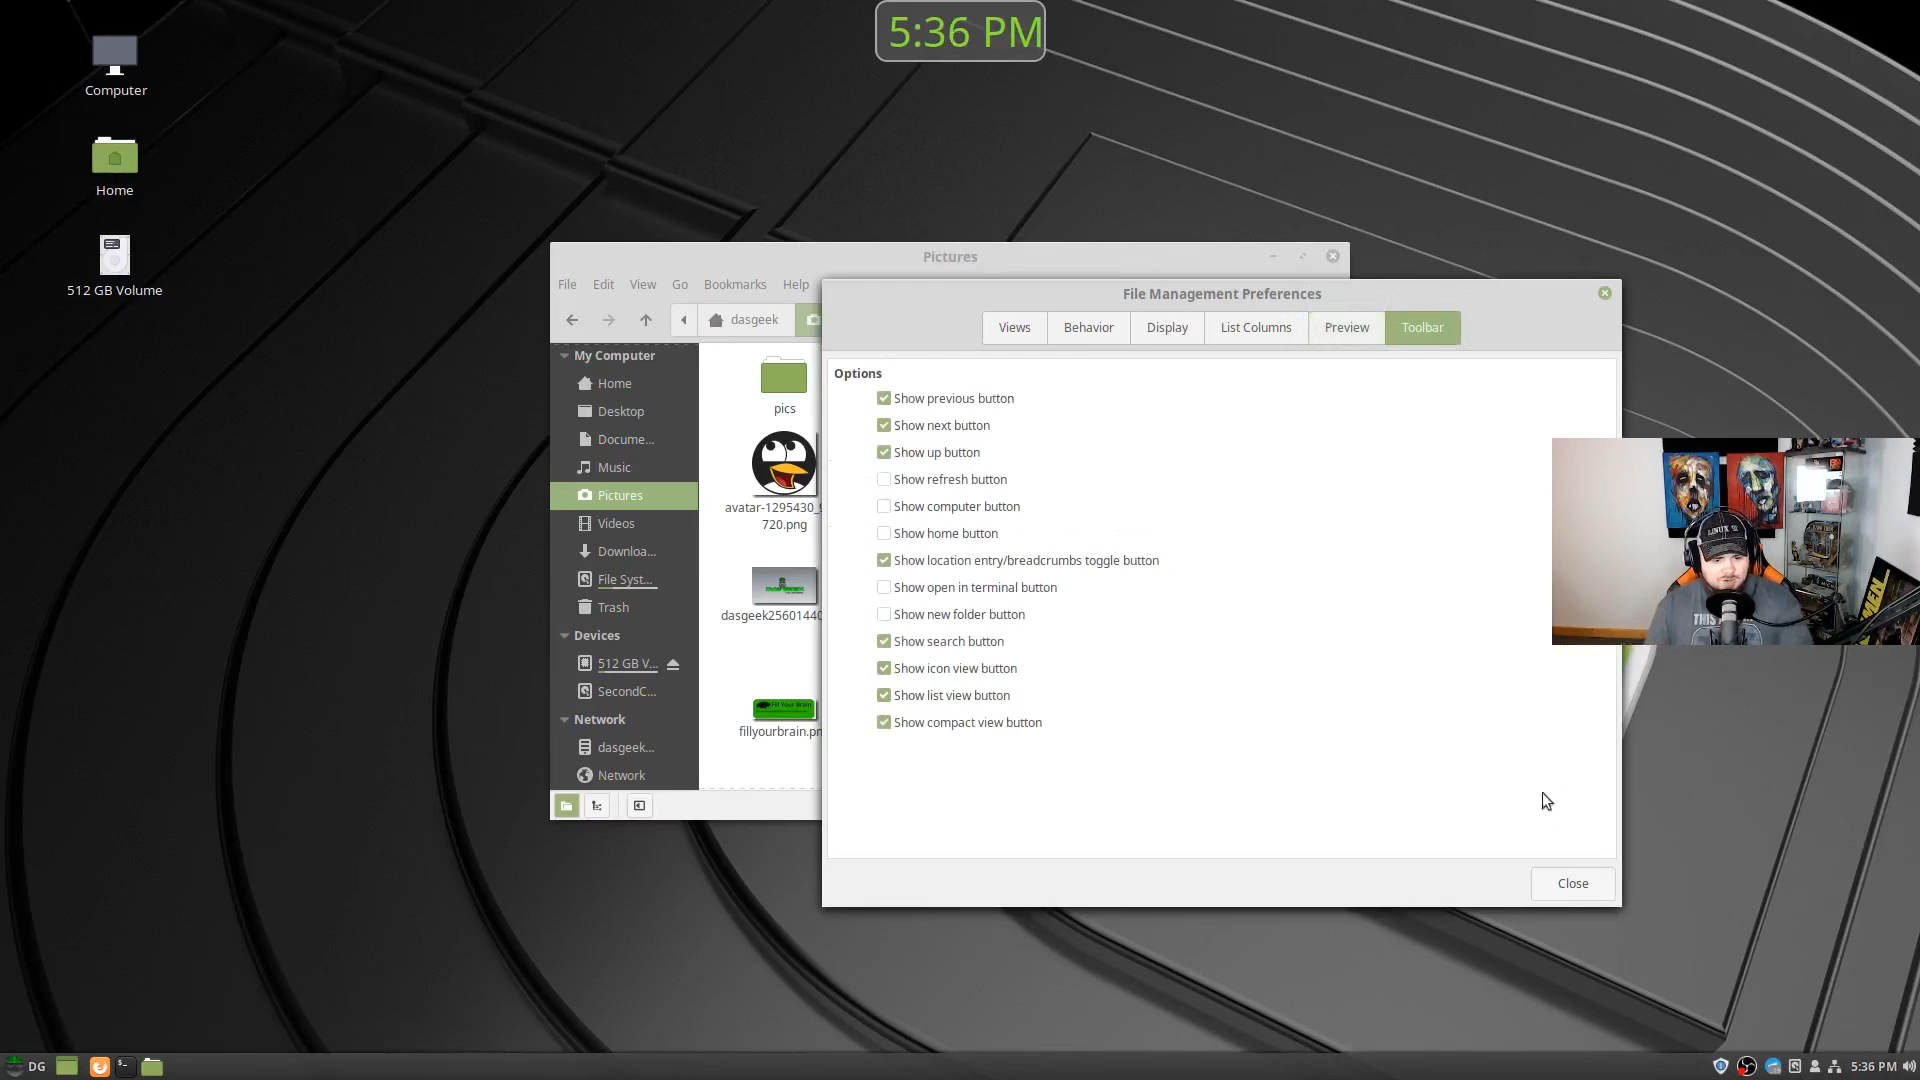 5:36 PM
Computer
Home
512 GB Volume
Pictures
File Edit View Go Bookmarks Help
dasgeek
My Computer
Home
Desktop
Docume...
Music
Pictures
Videos
Downloa...
File Syst...
Trash
Devices
512 GB V...
SecondC...
Network
dasgeek...
Network
pics
avatar-1295430_
720.png
dasgeek25601440
fillyourbrain.pn
File Management Preferences
Views Behavior Display List Columns Preview Toolbar
Options
Show previous button
Show next button
Show up button
Show refresh button
Show computer button
Show home button
Show location entry/breadcrumbs toggle button
Show open in terminal button
Show new folder button
Show search button
Show icon view button
Show list view button
Show compact view button
Close
LINUX
THIS
DG
5:36 PM